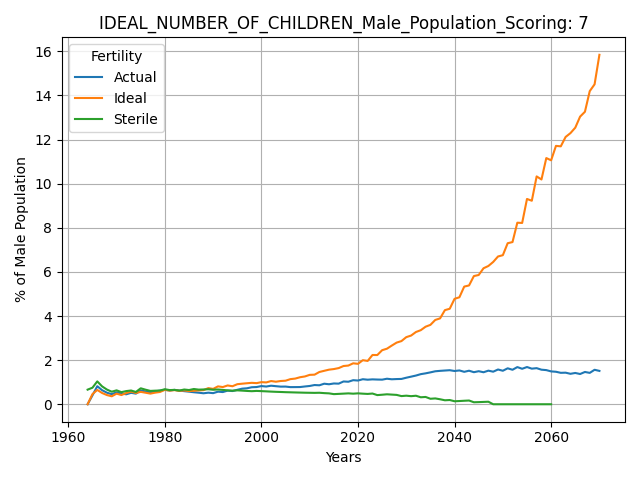 IDEAL_NUMBER_OF_CHILDREN_Male_Population_Scoring: 7
Fertility
Actual
Ideal
Sterile
% of Male Population
16
14
12
10
8
6
4
2
0
1960 1980 2000 2020 2040 2060
Years